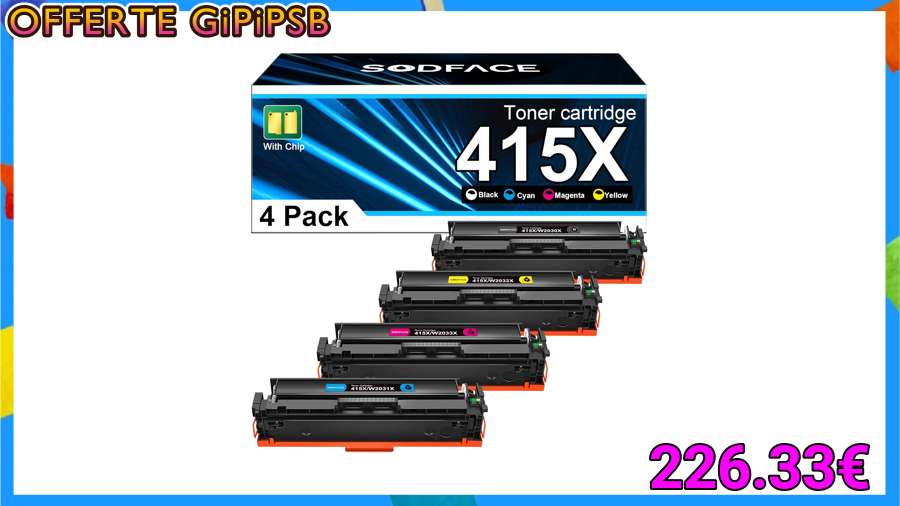 OFFERTE GiPiPSB
SODFACE
Toner cartridge
415X
With Chip
Black Cyan Magenta Yellow
4 Pack
415X/W2030X
415X/W2032X
415X/W2033X
415X/W2031X
226.33€